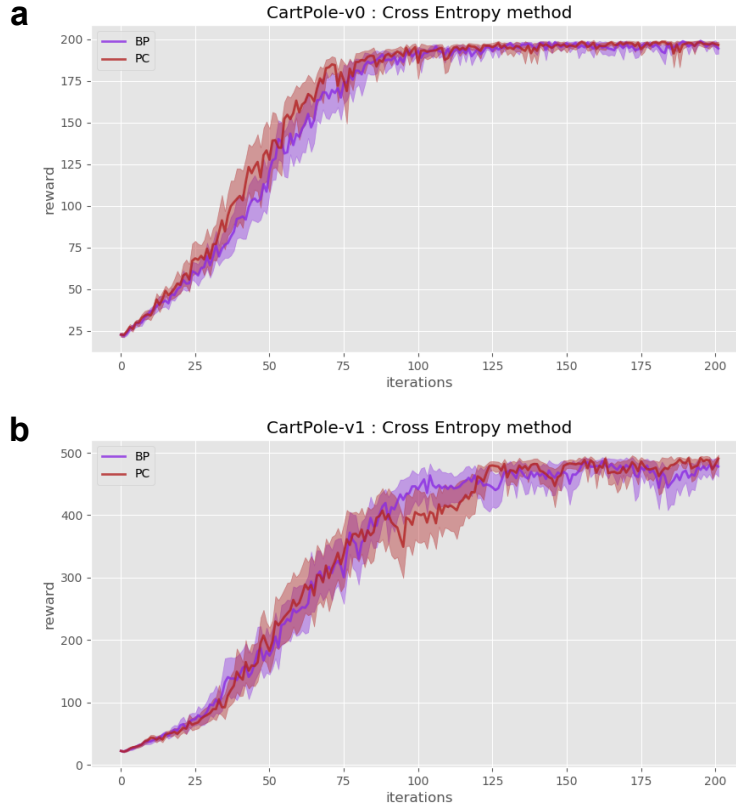 a
CartPole-v0 : Cross Entropy method
BP
PC
200
175
150
125
100
75
50
25
reward
0 25 50 75 100 125 150 175 200
iterations
b
CartPole-v1 : Cross Entropy method
BP
PC
500
400
300
200
100
0
reward
0 25 50 75 100 125 150 175 200
iterations